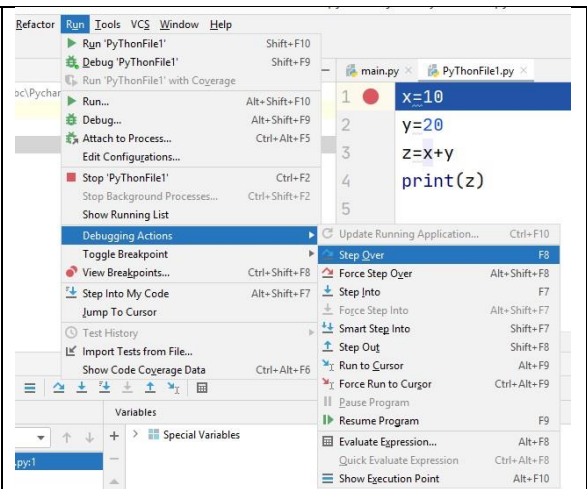 Refactor Run Tools VCS Window Help
Run 'PyThonFile1' Shift+F10
Debug 'PyThonFile1' Shift+F9
Run 'PyThonFile1' with Coverage
Run... Alt+Shift+F10
Debug... Alt+Shift+F9
Attach to Process... Ctrl+Alt+F5
Edit Configurations...
Stop 'PyThonFile1' Ctrl+F2
Stop Background Processes... Ctrl+Shift+F2
Show Running List
Debugging Actions
Toggle Breakpoint
View Breakpoints... Ctrl+Shift+F8
Step Into My Code Alt+Shift+F7
Jump To Cursor
Test History
Import Tests from File...
Show Code Coverage Data Ctrl+Alt+F6
main.py PyThonFile1.py
1 x=10
2 y=20
3 z=x+y
4 print(z)
5
Update Running Application... Ctrl+F10
Step Over F8
Force Step Over Alt+Shift+F8
Step Into F7
Force Step Into Alt+Shift+F7
Smart Step Into Shift+F7
Step Out Shift+F8
Run to Cursor Alt+F9
Force Run to Cursor Ctrl+Alt+F9
Pause Program
Resume Program F9
Evaluate Expression... Alt+F8
Quick Evaluate Expression Ctrl+Alt+F8
Show Execution Point Alt+F10
Variables
Special Variables
.py:1